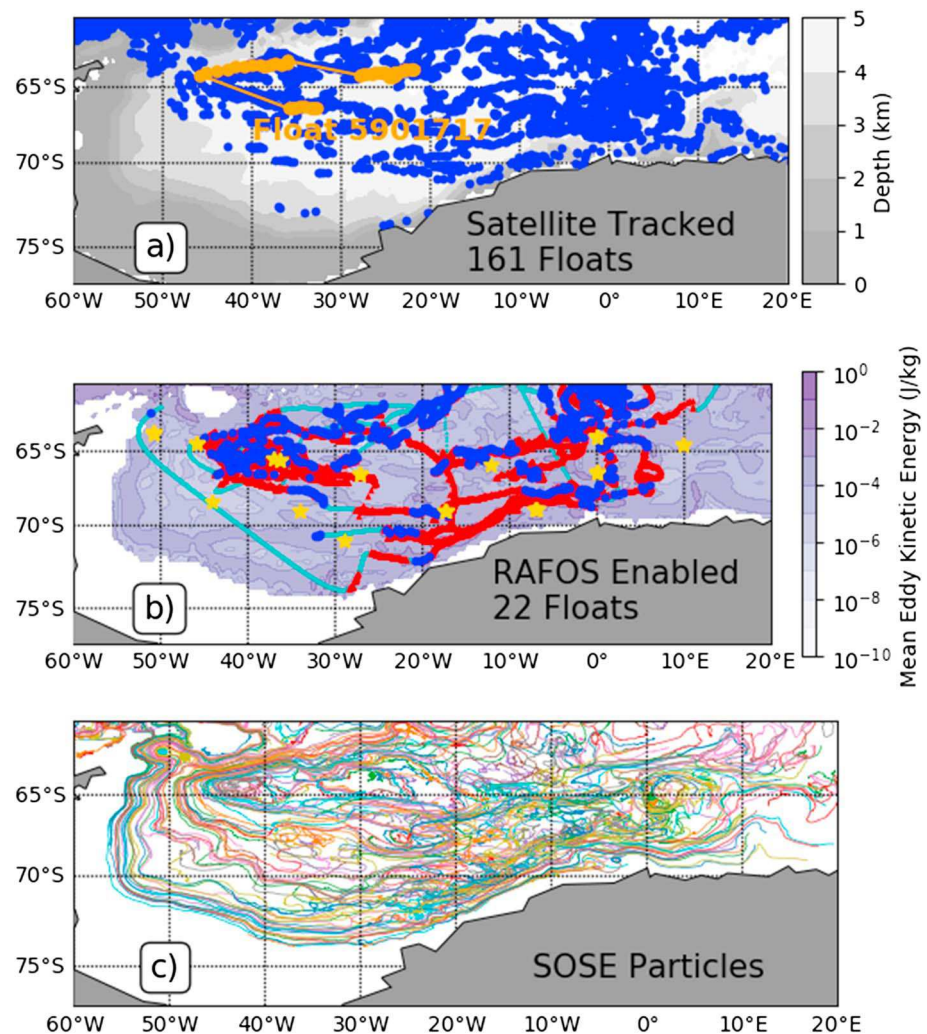 65°S
70°S
75°S
Float 5901717
a)
Satellite Tracked
161 Floats
60°W 50°W 40°W 30°W 20°W 10°W 0° 10°E 20°E
5
4
3
2
1
0
Depth (km)
65°S
70°S
75°S
b)
RAFOS Enabled
22 Floats
60°W 50°W 40°W 30°W 20°W 10°W 0° 10°E 20°E
10⁰
10⁻²
10⁻⁴
10⁻⁶
10⁻⁸
10⁻¹⁰
Mean Eddy Kinetic Energy (J/kg)
65°S
70°S
75°S
c)
SOSE Particles
60°W 50°W 40°W 30°W 20°W 10°W 0° 10°E 20°E